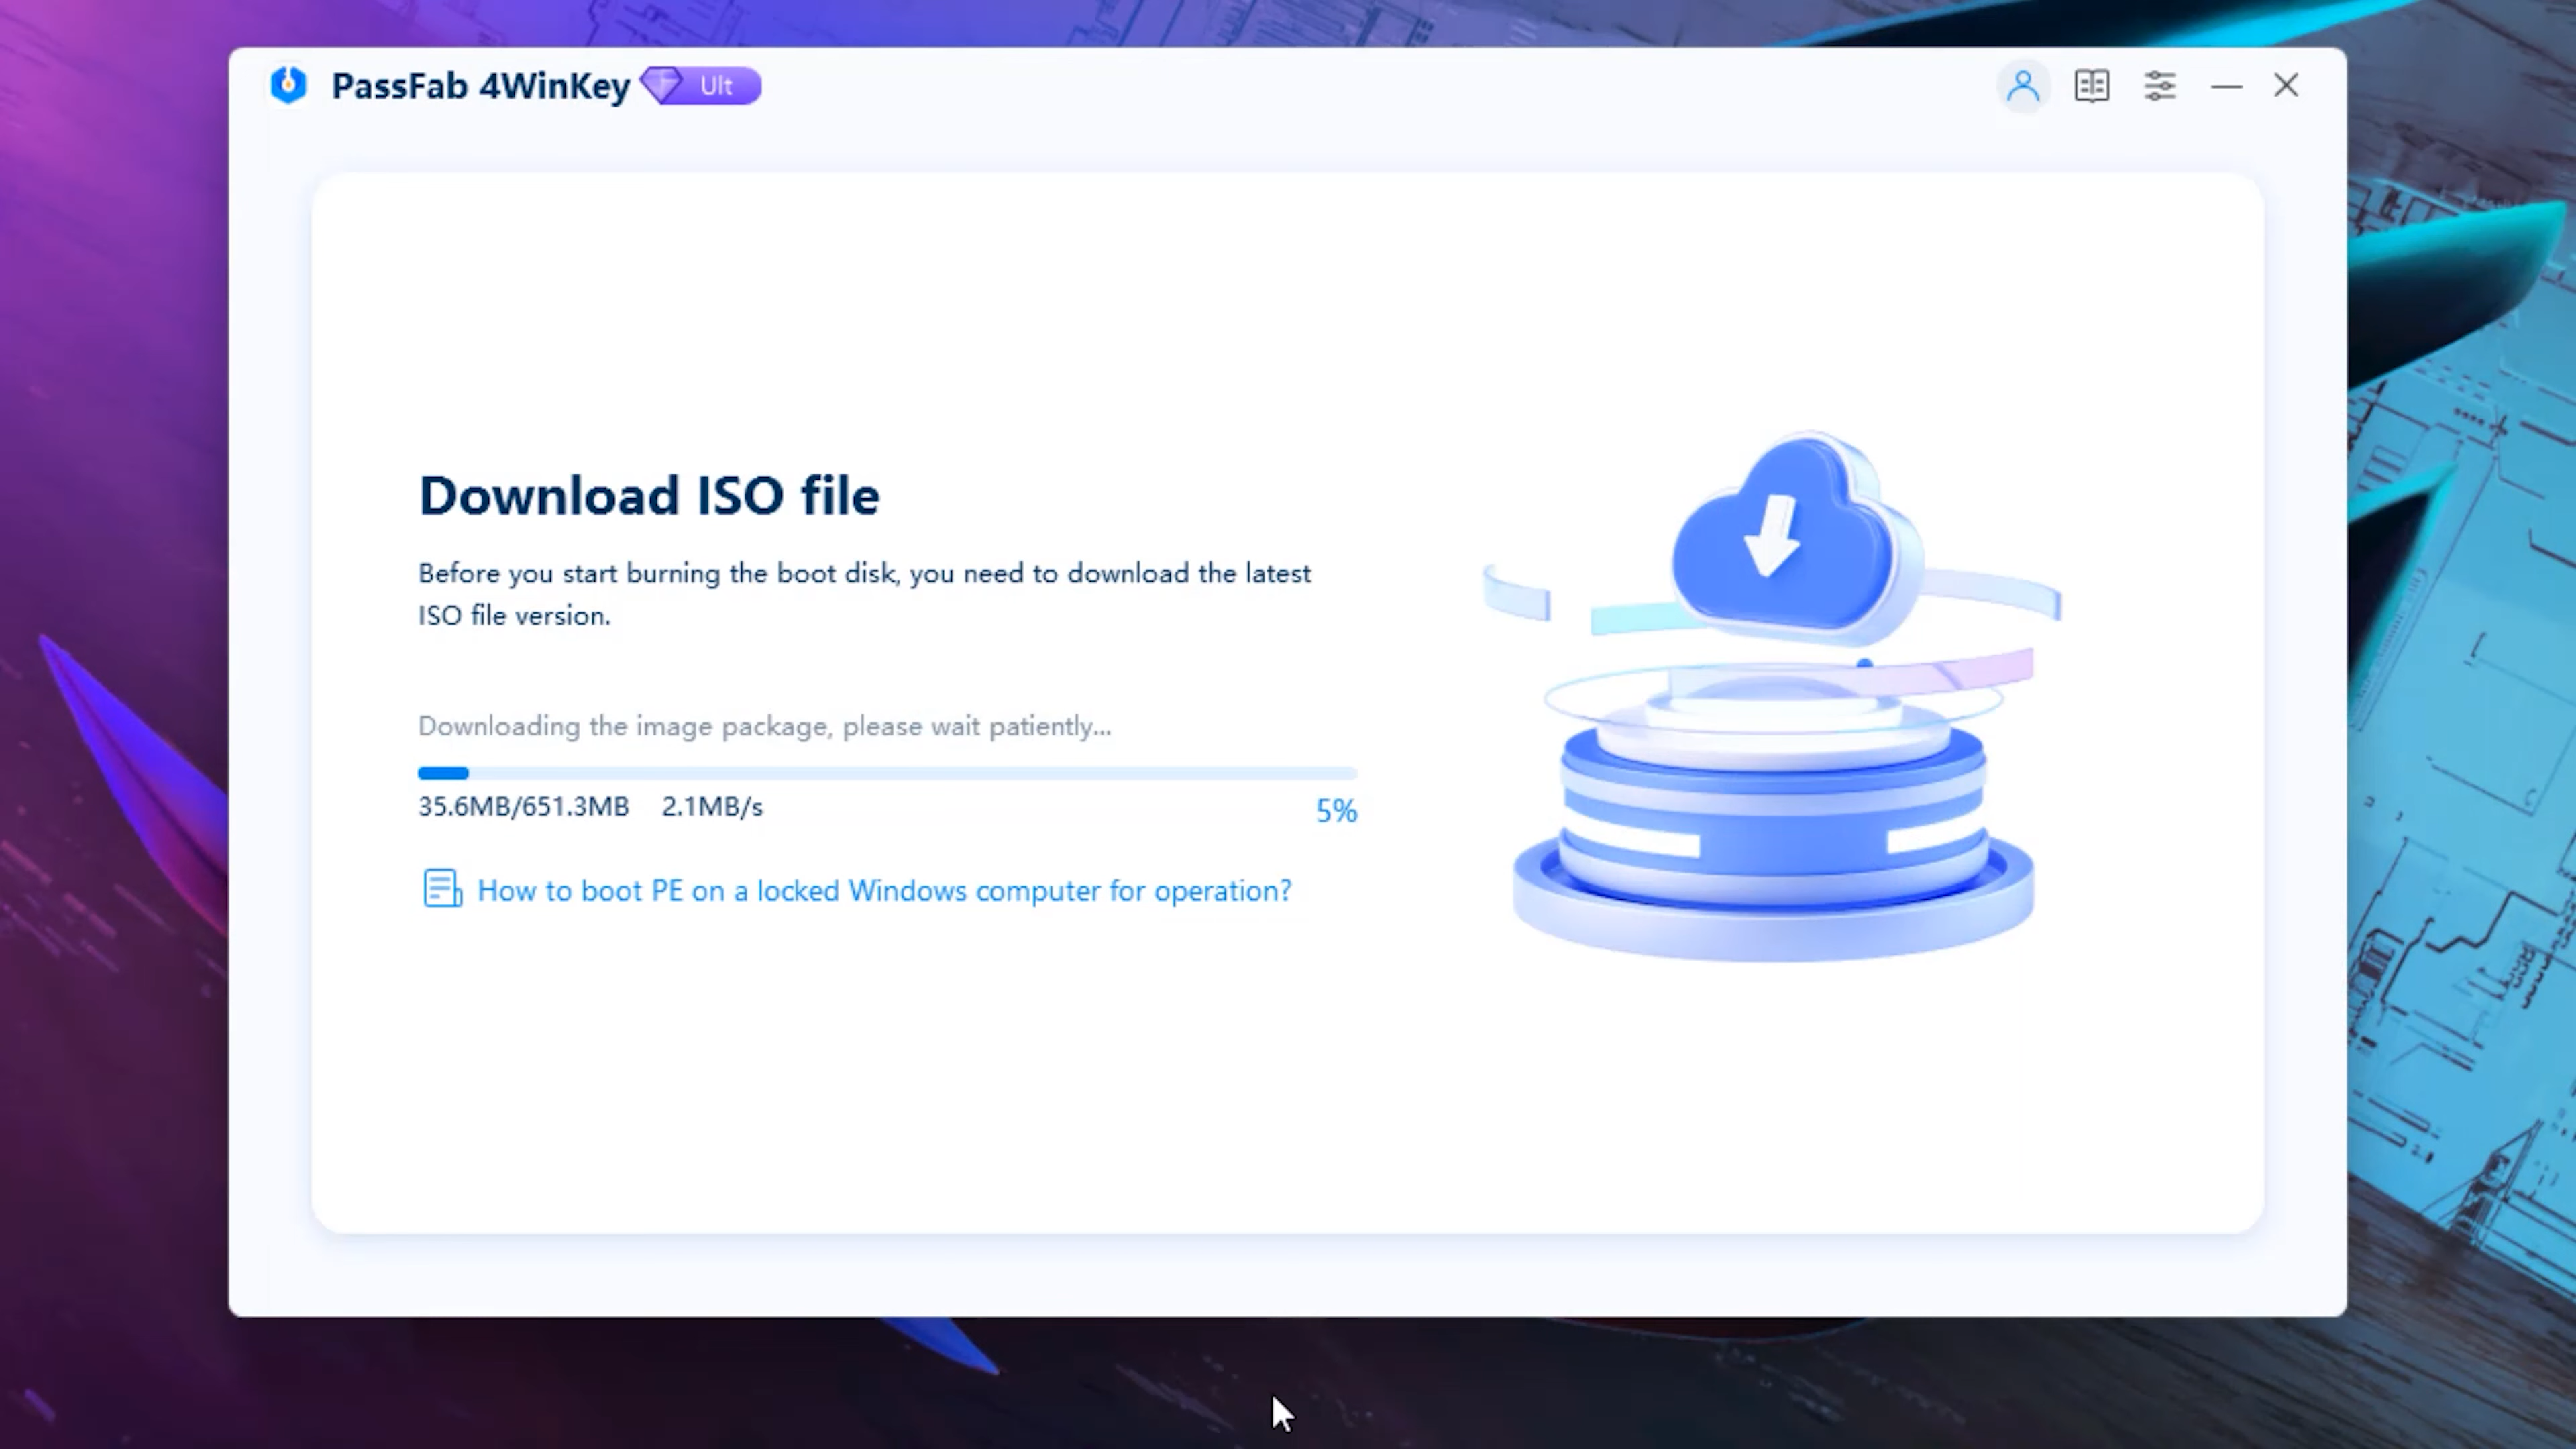 PassFab 4WinKey Ult
Download ISO file
Before you start burning the boot disk, you need to download the latest
ISO file version.
Downloading the image package, please wait patiently...
35.6MB/651.3MB 2.1MB/s 5%
How to boot PE on a locked Windows computer for operation?